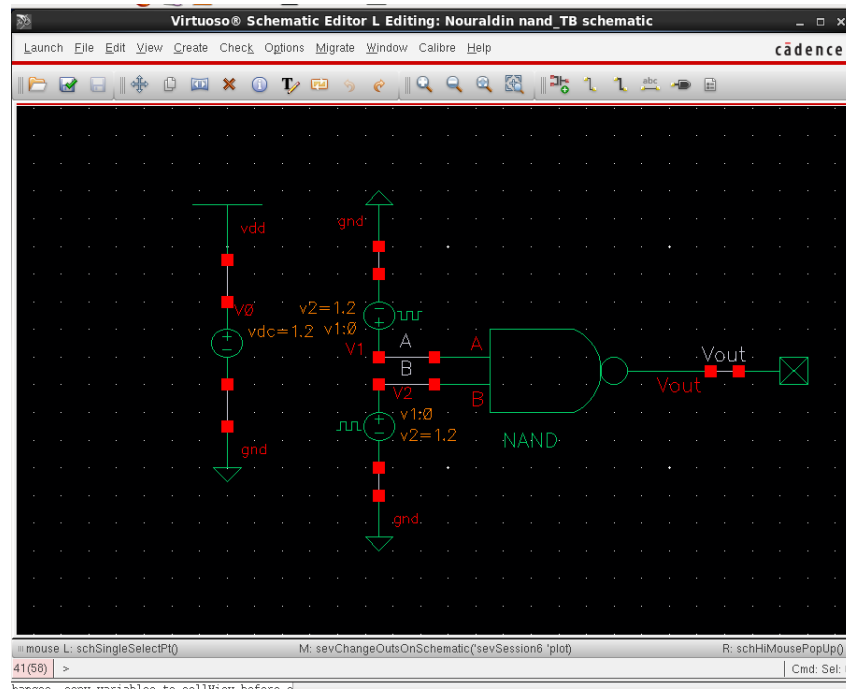 Virtuoso® Schematic Editor L Editing: Nouraldin nand_TB schematic
Launch File Edit View Create Check Options Migrate Window Calibre Help
cādence
abc
vdd
gnd
V0
vdc=1.2
v2=1.2
v1:0
V1
A
A
B
B
V2
v1:0
v2=1.2
NAND
Vout
Vout
gnd
gnd
mouse L: schSingleSelectPt()
M: sevChangeOutsOnSchematic('sevSession6 'plot)
R: schHiMousePopUp()
41(58) >
Cmd: Sel: